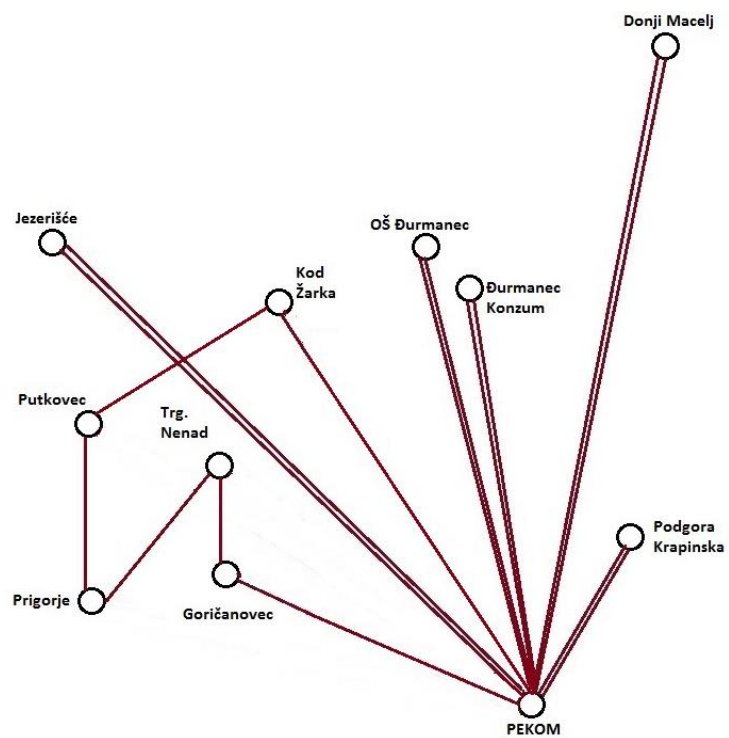 Donji Macelj
Jezerišće
OŠ Đurmanec
Kod
Žarka
Đurmanec
Konzum
Putkovec
Trg.
Nenad
Podgora
Krapinska
Prigorje
Goričanovec
PEKOM